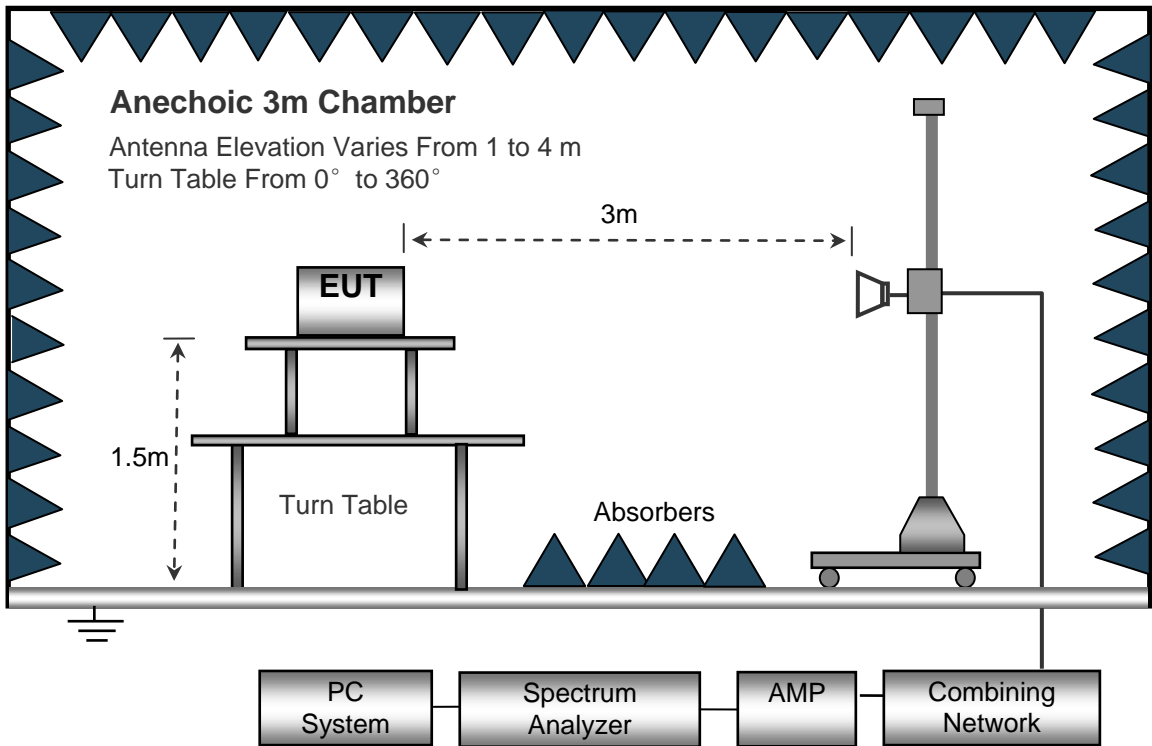 Anechoic 3m Chamber
Antenna Elevation Varies From 1 to 4 m
Turn Table From 0° to 360°
3m
EUT
1.5m
Turn Table
Absorbers
PC
System
Spectrum
Analyzer
AMP
Combining
Network